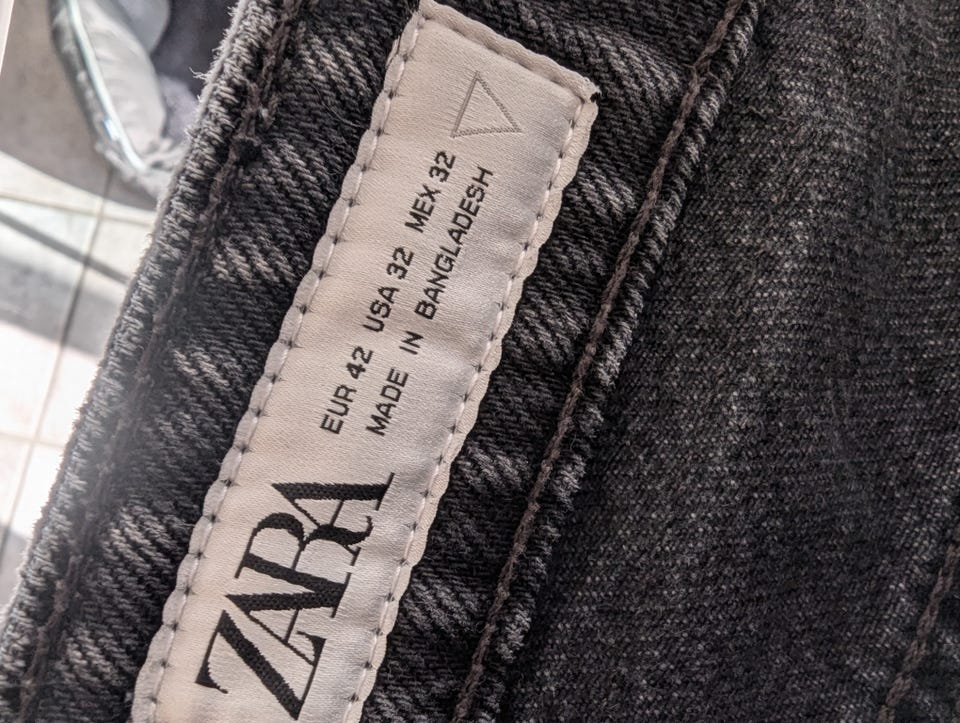 ZARA
EUR 42 USA 32 MEX 32
MADE IN BANGLADESH